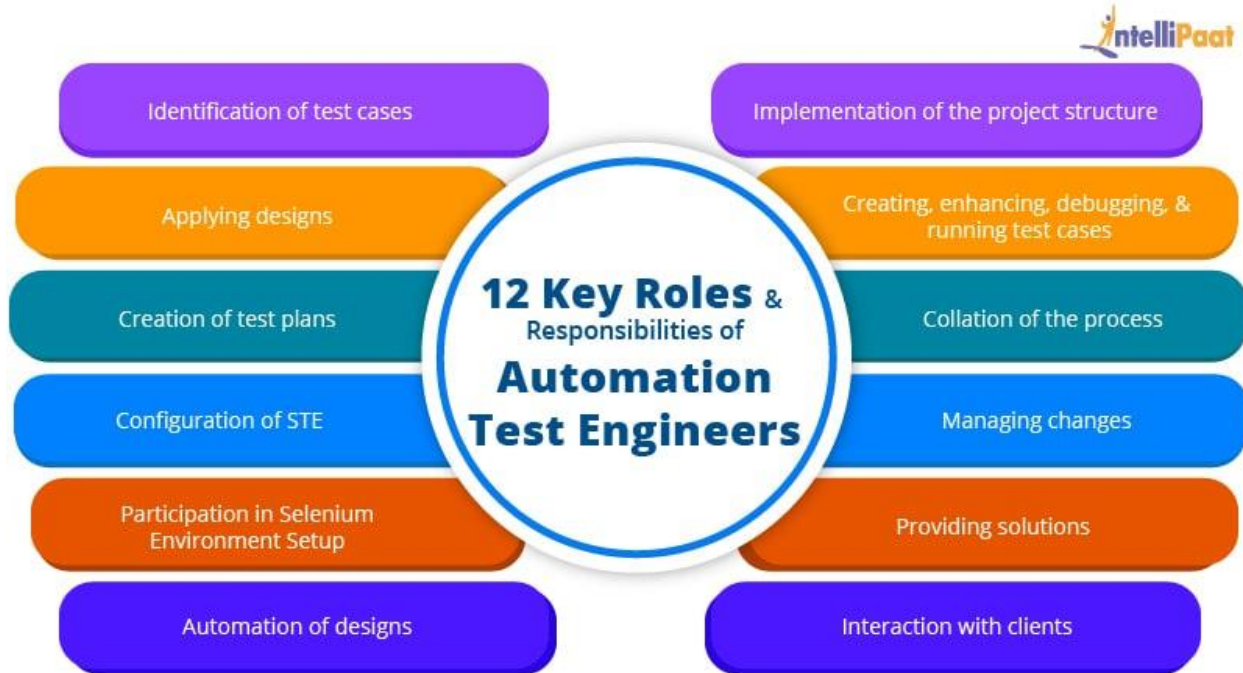 IntelliPaat
Identification of test cases
Applying designs
Creation of test plans
Configuration of STE
Participation in Selenium
Environment Setup
Automation of designs
12 Key Roles &
Responsibilities of
Automation
Test Engineers
Implementation of the project structure
Creating, enhancing, debugging, &
running test cases
Collation of the process
Managing changes
Providing solutions
Interaction with clients